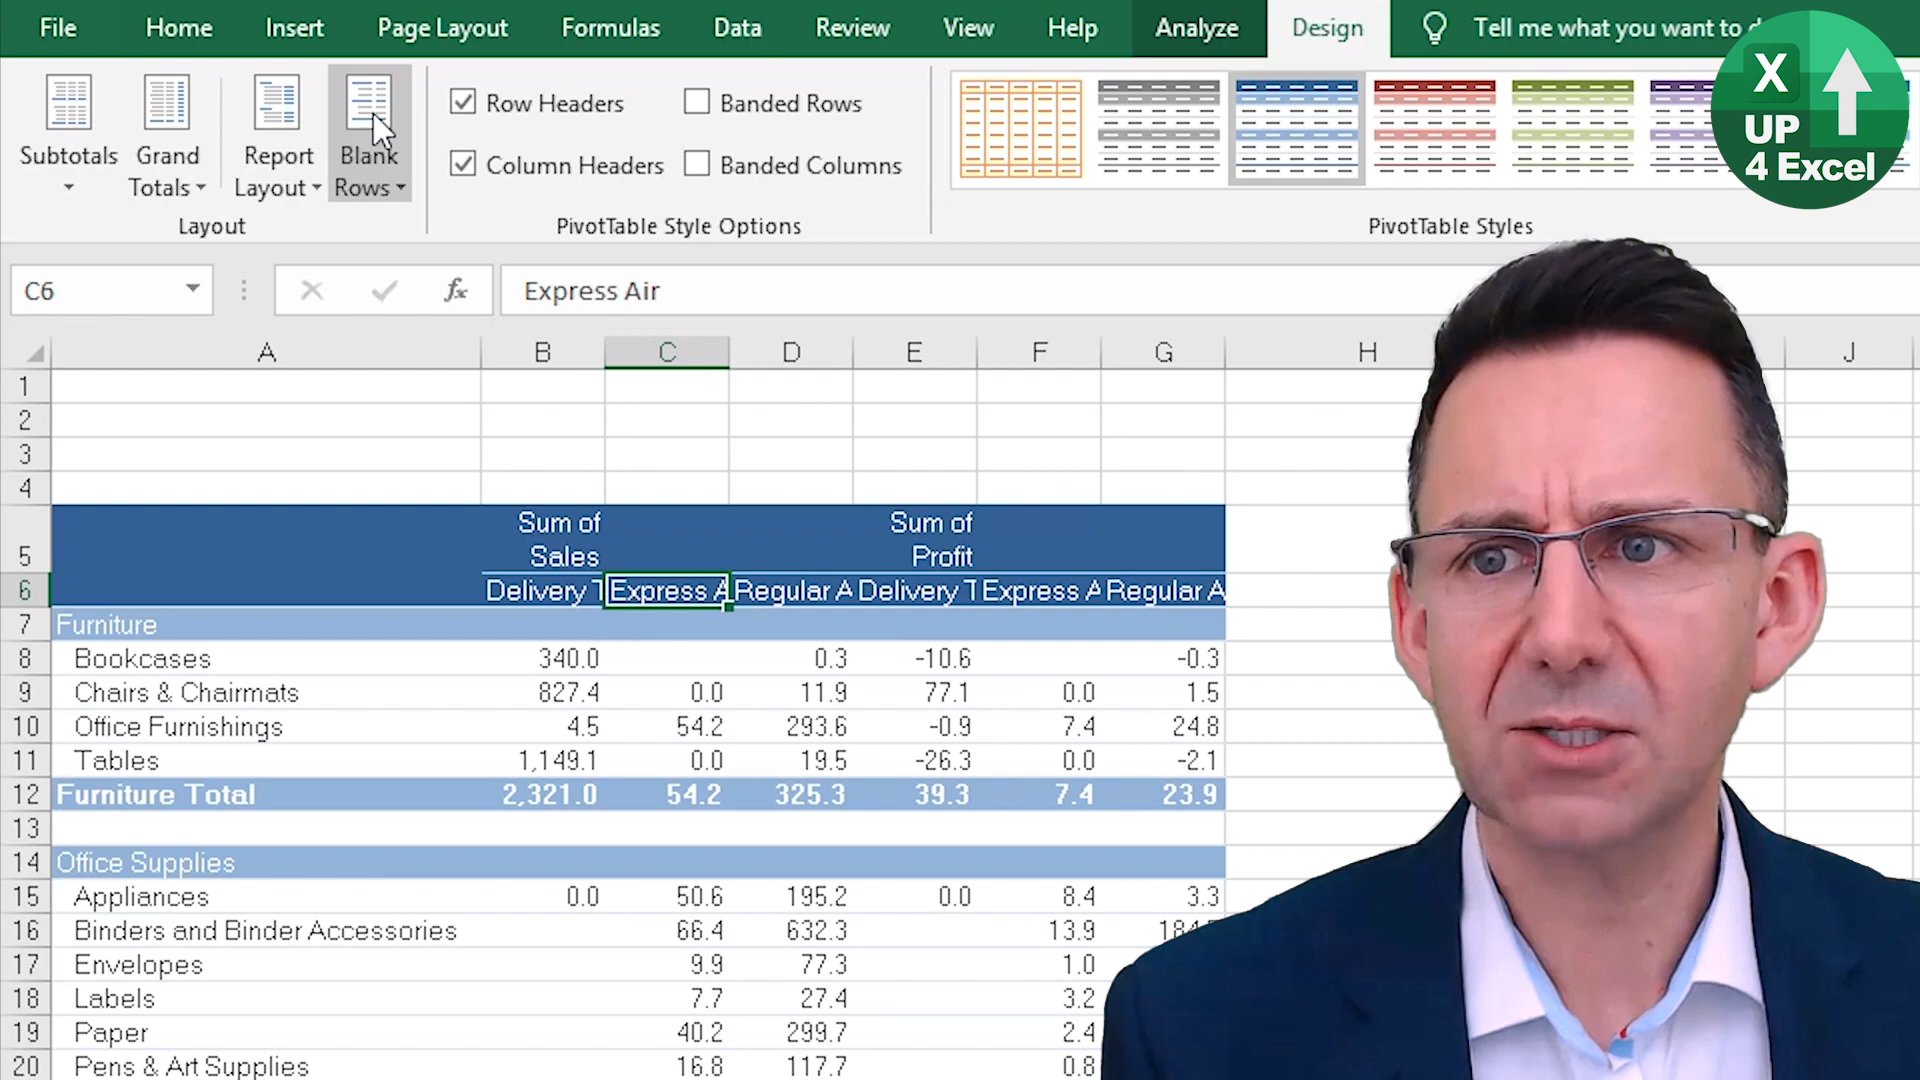 File Home Insert Page Layout Formulas Data Review View Help Analyze Design Tell me what you want to d
X
UP
4 Excel
Subtotals Grand Totals Report Layout Blank Rows
Row Headers Banded Rows
Column Headers Banded Columns
Layout PivotTable Style Options PivotTable Styles
C6 fx Express Air
A B C D E F G H J
1
2
3
4
Sum of Sum of
5 Sales Profit
6 Delivery T Express A Regular A Delivery T Express A Regular A
7 Furniture
8 Bookcases 340.0 0.3 -10.6 -0.3
9 Chairs & Chairmats 827.4 0.0 11.9 77.1 0.0 1.5
10 Office Furnishings 4.5 54.2 293.6 -0.9 7.4 24.8
11 Tables 1,149.1 0.0 19.5 -26.3 0.0 -2.1
12 Furniture Total 2,321.0 54.2 325.3 39.3 7.4 23.9
13
14 Office Supplies
15 Appliances 0.0 50.6 195.2 0.0 8.4 3.3
16 Binders and Binder Accessories 66.4 632.3 13.9
17 Envelopes 9.9 77.3 1.0
18 Labels 7.7 27.4 3.2
19 Paper 40.2 299.7 2.4
20 Pens & Art Supplies 16.8 117.7 0.8